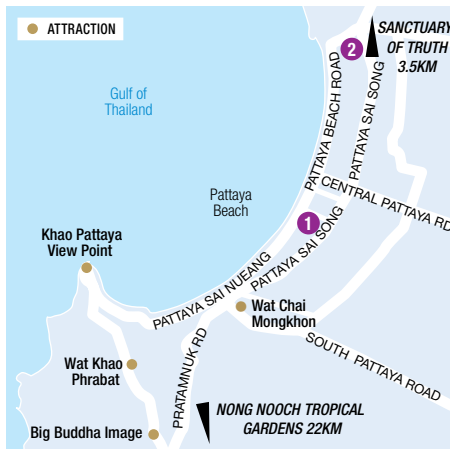 ATTRACTION
SANCTUARY
OF TRUTH
3.5KM
2
Gulf of
Thailand
PATTAYA BEACH ROAD
PATTAYA SAI SONG
Pattaya
Beach
CENTRAL PATTAYA RD
1
PATTAYA SAI SONG
Khao Pattaya
View Point
PATTAYA SAI NUEANG
Wat Chai
Mongkhon
PRATAMNUK RD
SOUTH PATTAYA ROAD
Wat Khao
Phrabat
NONG NOOCH TROPICAL
GARDENS 22KM
Big Buddha Image